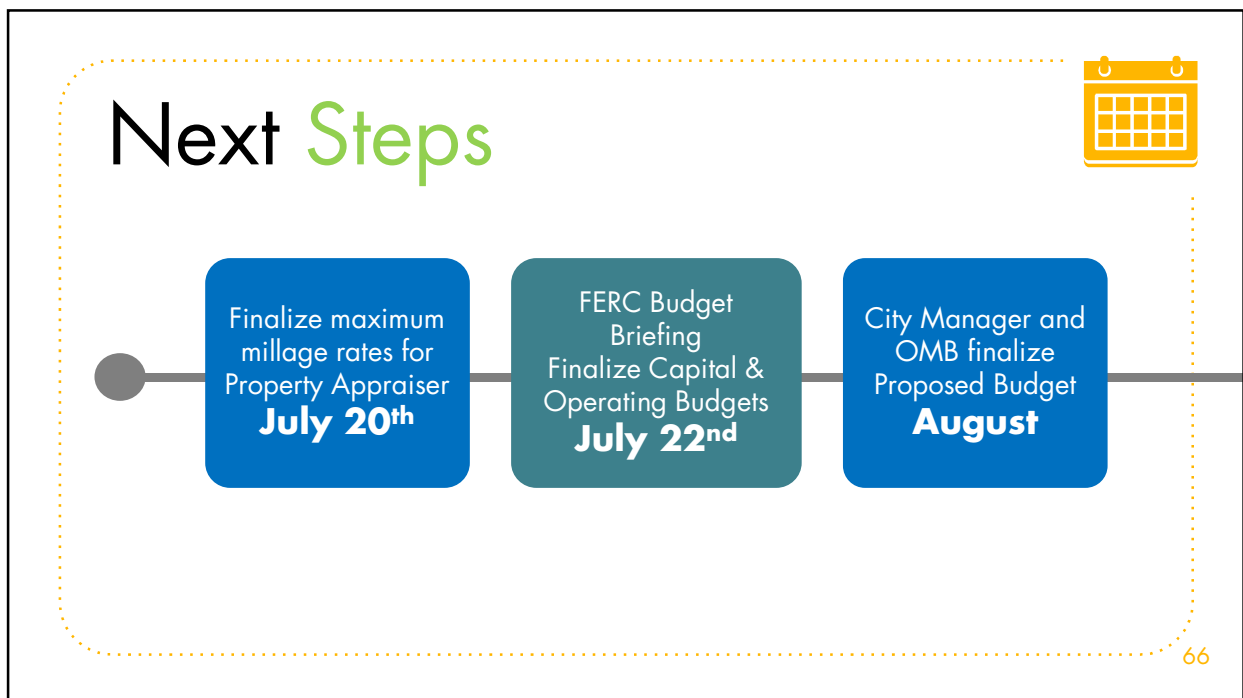 Next Steps
Finalize maximum
millage rates for
Property Appraiser
July 20th
FERC Budget
Briefing
Finalize Capital &
Operating Budgets
July 22nd
City Manager and
OMB finalize
Proposed Budget
August
66